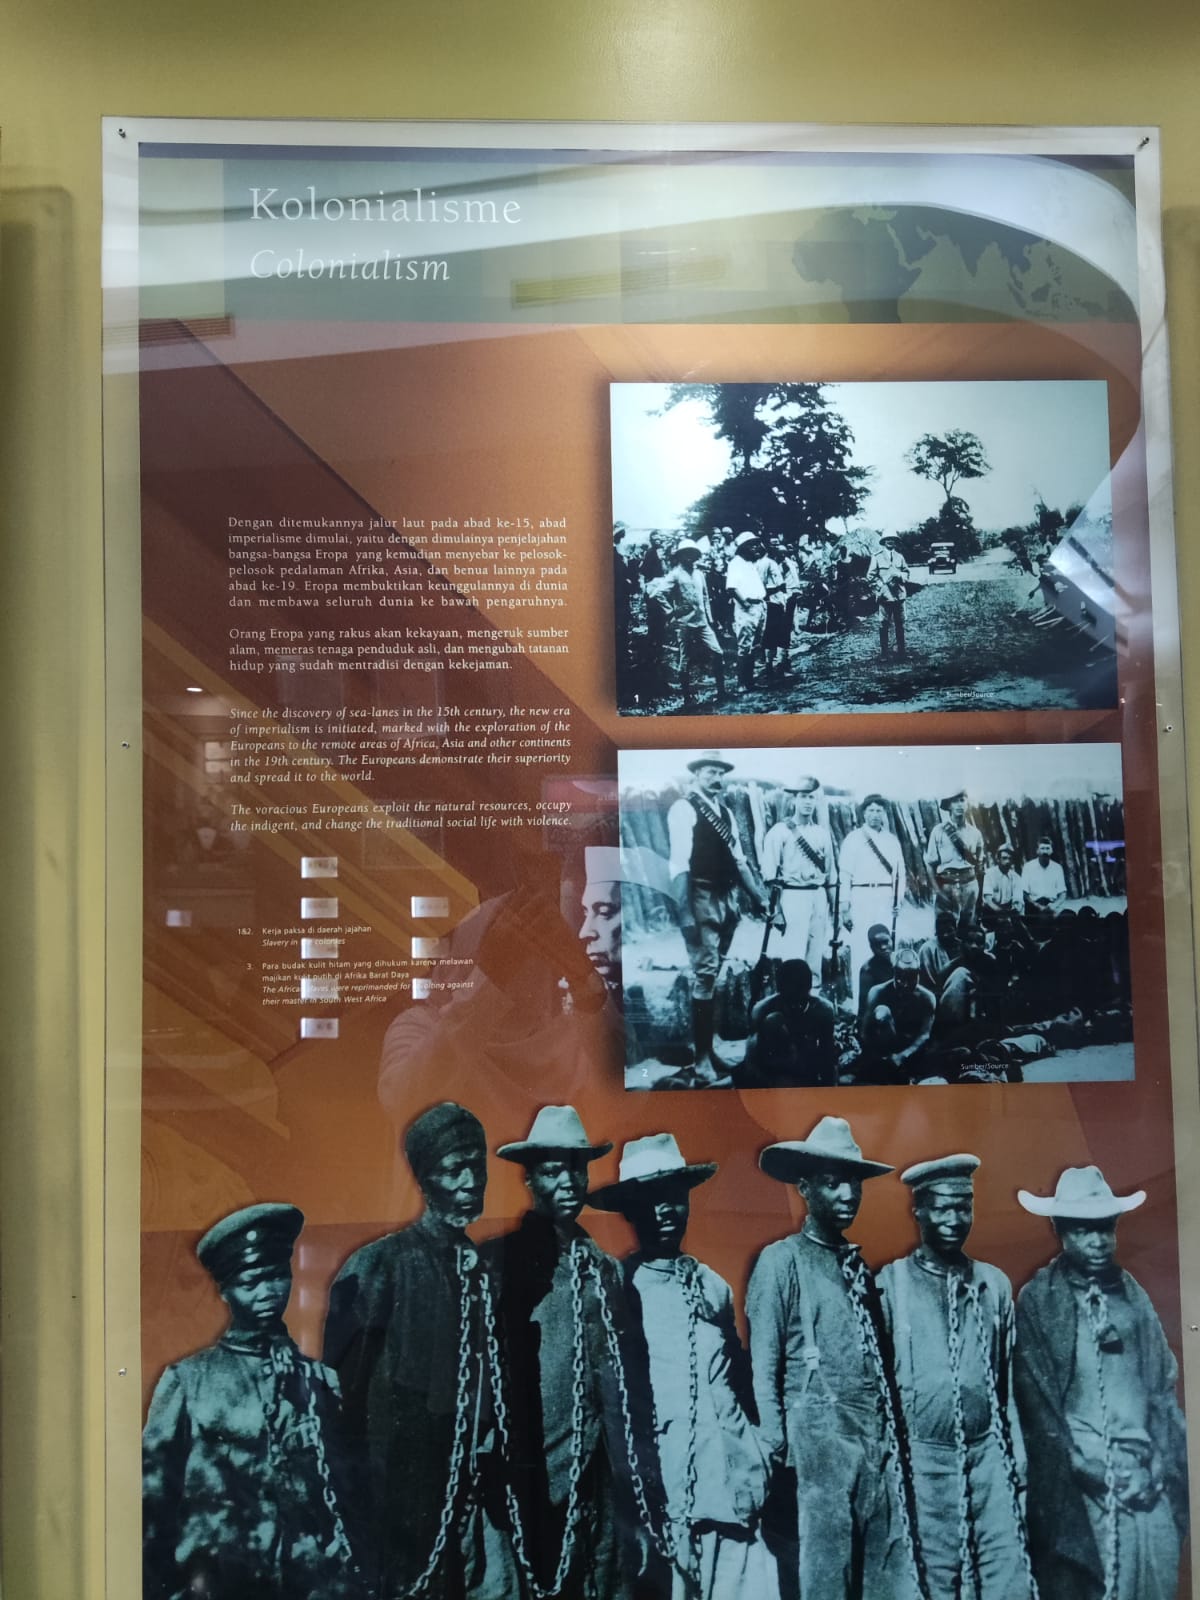 Kolonialisme
Colonialism
Dengan ditemukannya jalur laut pada abad ke-15, abad
imperialisme dimulai, yaitu dengan dimulainya penjelajahan
bangsa-bangsa Eropa yang kemudian menyebar ke pelosok-
pelosok pedalaman Afrika, Asia, dan benua lainnya pada
abad ke-19. Eropa membuktikan keunggulannya di dunia
dan membawa seluruh dunia ke bawah pengaruhnya.
Orang Eropa yang rakus akan kekayaan, mengeruk sumber
alam, memeras tenaga penduduk asli, dan mengubah tatanan
hidup yang sudah mentradisi dengan kekejaman.
Since the discovery of sea-lanes in the 15th century, the new era
of imperialism is initiated, marked with the exploration of the
Europeans to the remote areas of Africa, Asia and other continents
in the 19th century. The Europeans demonstrate their superiority
and spread it to the world.
The voracious Europeans exploit the natural resources, occupy
the indigent, and change the traditional social life with violence.
1&2. Kerja paksa di daerah jajahan
Slavery in the colonies
3. Para budak kulit hitam yang dihukum karena melawan
majikan kulit putih di Afrika Barat Daya
The African slaves were reprimanded for revolting against
their master in South West Africa
1
Sumber/Source
2
Sumber/Source